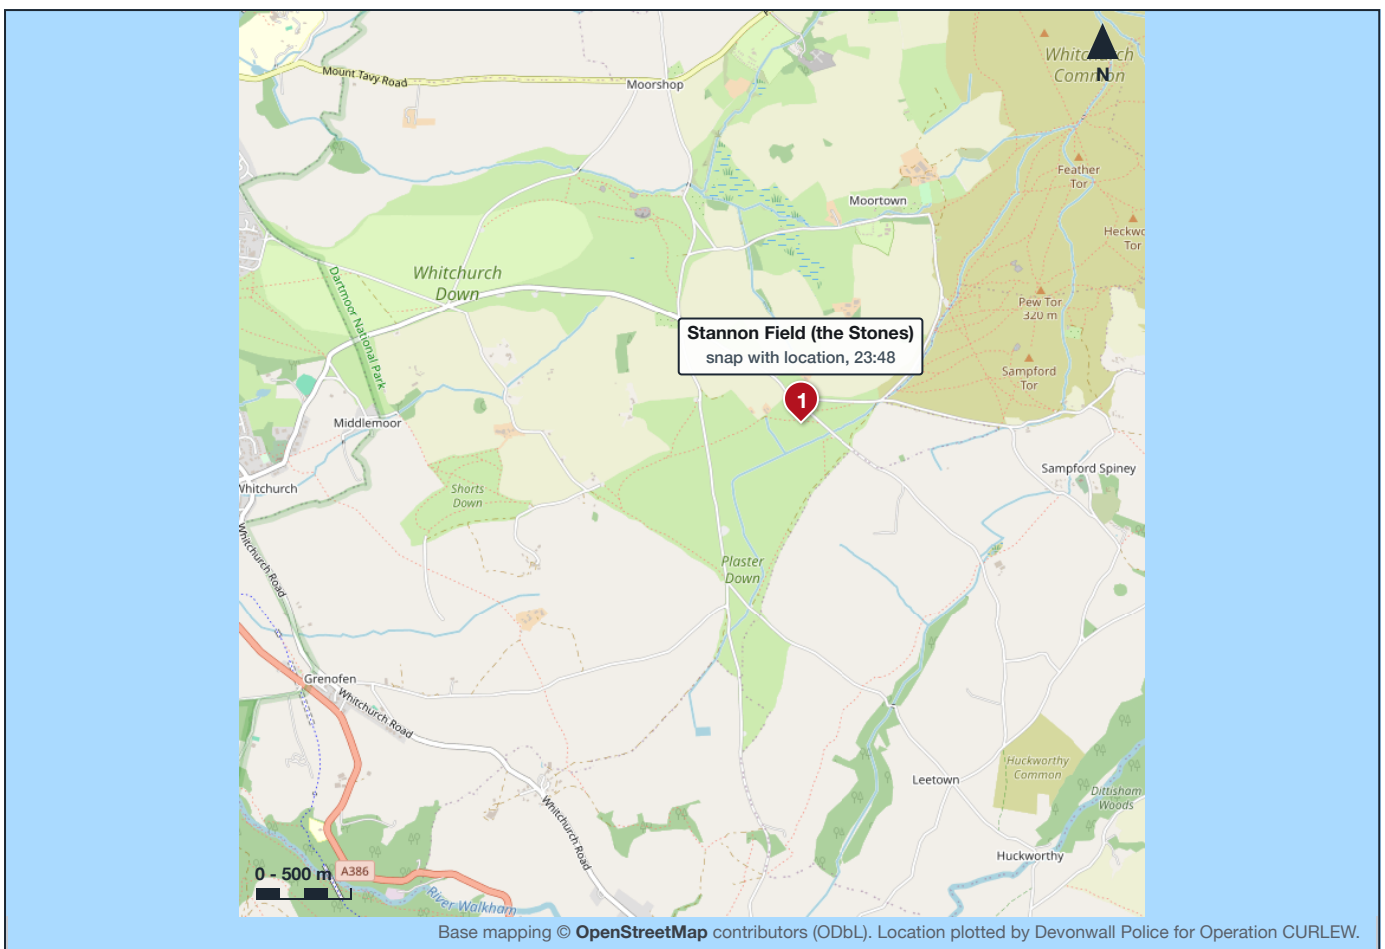 Whitchurch
Common
N
Mount Tavy Road
Moorshop
Feather
Tor
Moortown
Heckwo
Tor
Whitchurch
Down
Dartmoor National Park
Pew Tor
320 m
Stannon Field (the Stones)
snap with location, 23:48
Sampford
Tor
1
Middlemoor
Sampford Spiney
Whitchurch
Shorts
Down
Whitchurch Road
Plaster
Down
Grenofen
Whitchurch Road
Huckworthy
Common
Leetown
Dittisham
Woods
Whitchurch Road
Huckworthy
0 - 500 m
A386
River Walkham
Base mapping © OpenStreetMap contributors (ODbL). Location plotted by Devonwall Police for Operation CURLEW.